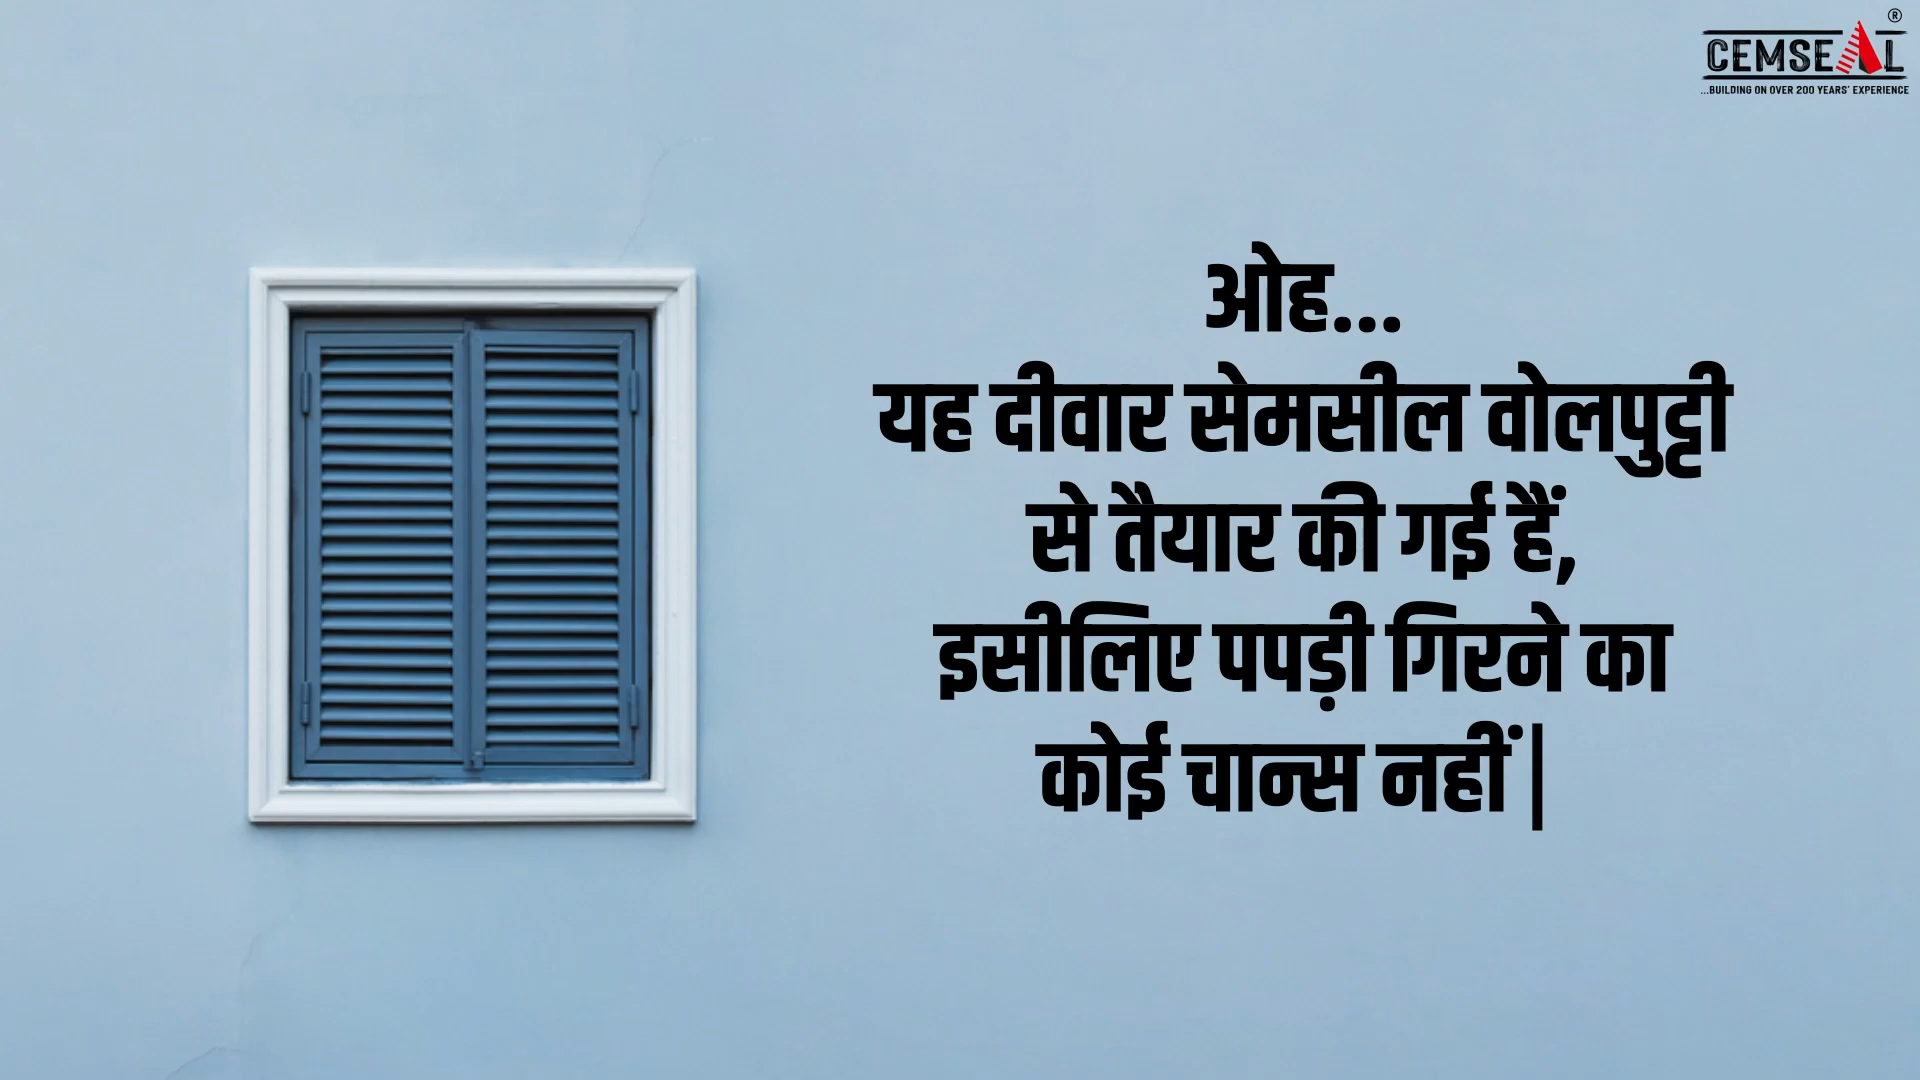 CEMSEAL®
...BUILDING ON OVER 200 YEARS' EXPERIENCE
ओह...
यह दीवार सेमसील वोलपुट्टी
से तैयार की गई हैं,
इसीलिए पपड़ी गिरने का
कोई चान्स नहीं|